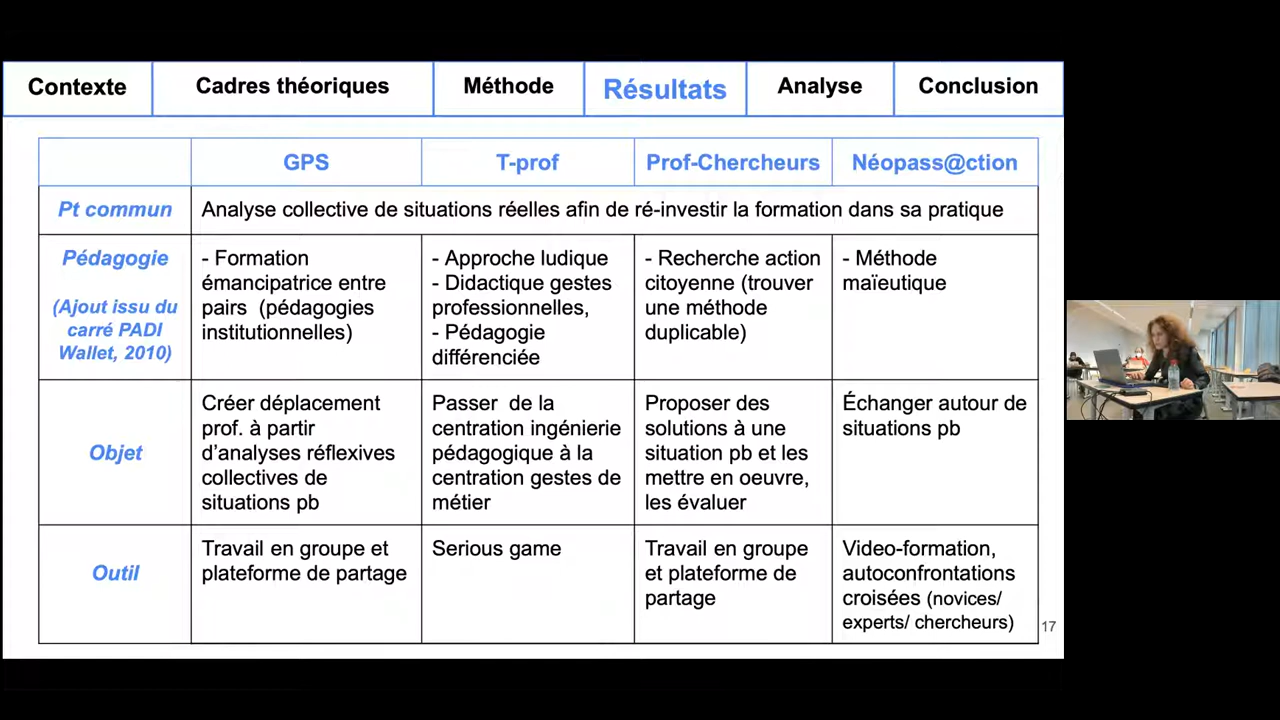 Contexte
Cadres théoriques
Méthode
Résultats
Analyse
Conclusion
GPS
T-prof
Prof-Chercheurs
Néopass@ction
Pt commun
Analyse collective de situations réelles afin de ré-investir la formation dans sa pratique
Pédagogie
(Ajout issu du
carré PADI
Wallet, 2010)
- Formation
émancipatrice entre
pairs (pédagogies
institutionnelles)
- Approche ludique
- Didactique gestes
professionnelles,
- Pédagogie
différenciée
- Recherche action
citoyenne (trouver
une méthode
duplicable)
- Méthode
maïeutique
Objet
Créer déplacement
prof. à partir
d’analyses réflexives
collectives de
situations pb
Passer de la
centration ingénierie
pédagogique à la
centration gestes de
métier
Proposer des
solutions à une
situation pb et les
mettre en oeuvre,
les évaluer
Échanger autour de
situations pb
Outil
Travail en groupe et
plateforme de partage
Serious game
Travail en groupe
et plateforme de
partage
Video-formation,
autoconfrontations
croisées (novices/
experts/ chercheurs)
17